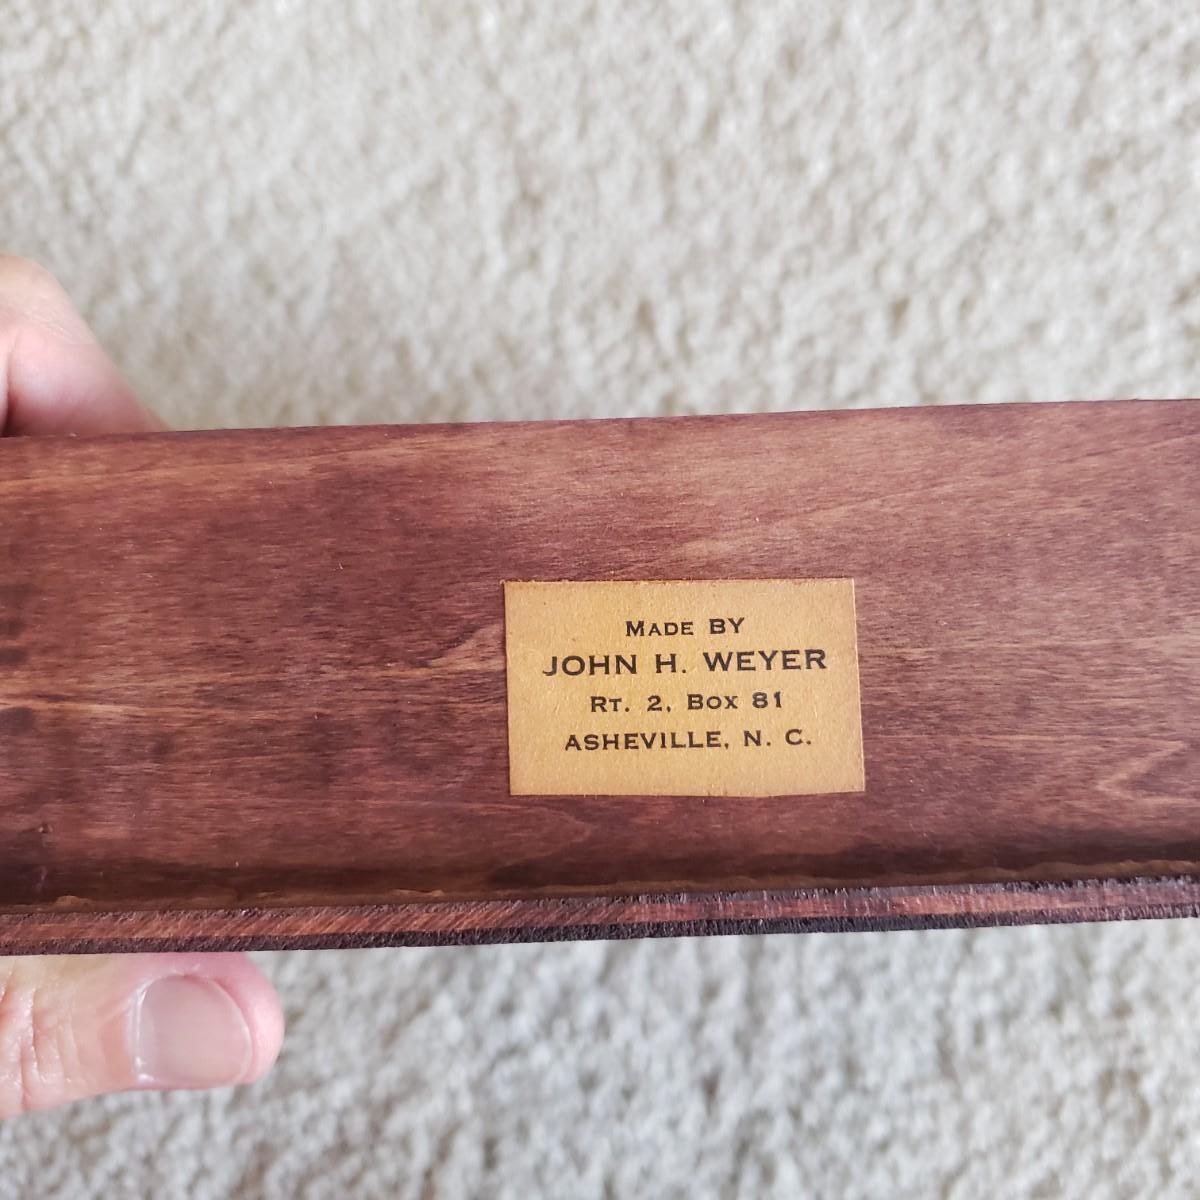 MADE BY
JOHN H. WEYER
RT. 2, BOX 81
ASHEVILLE, N. C.